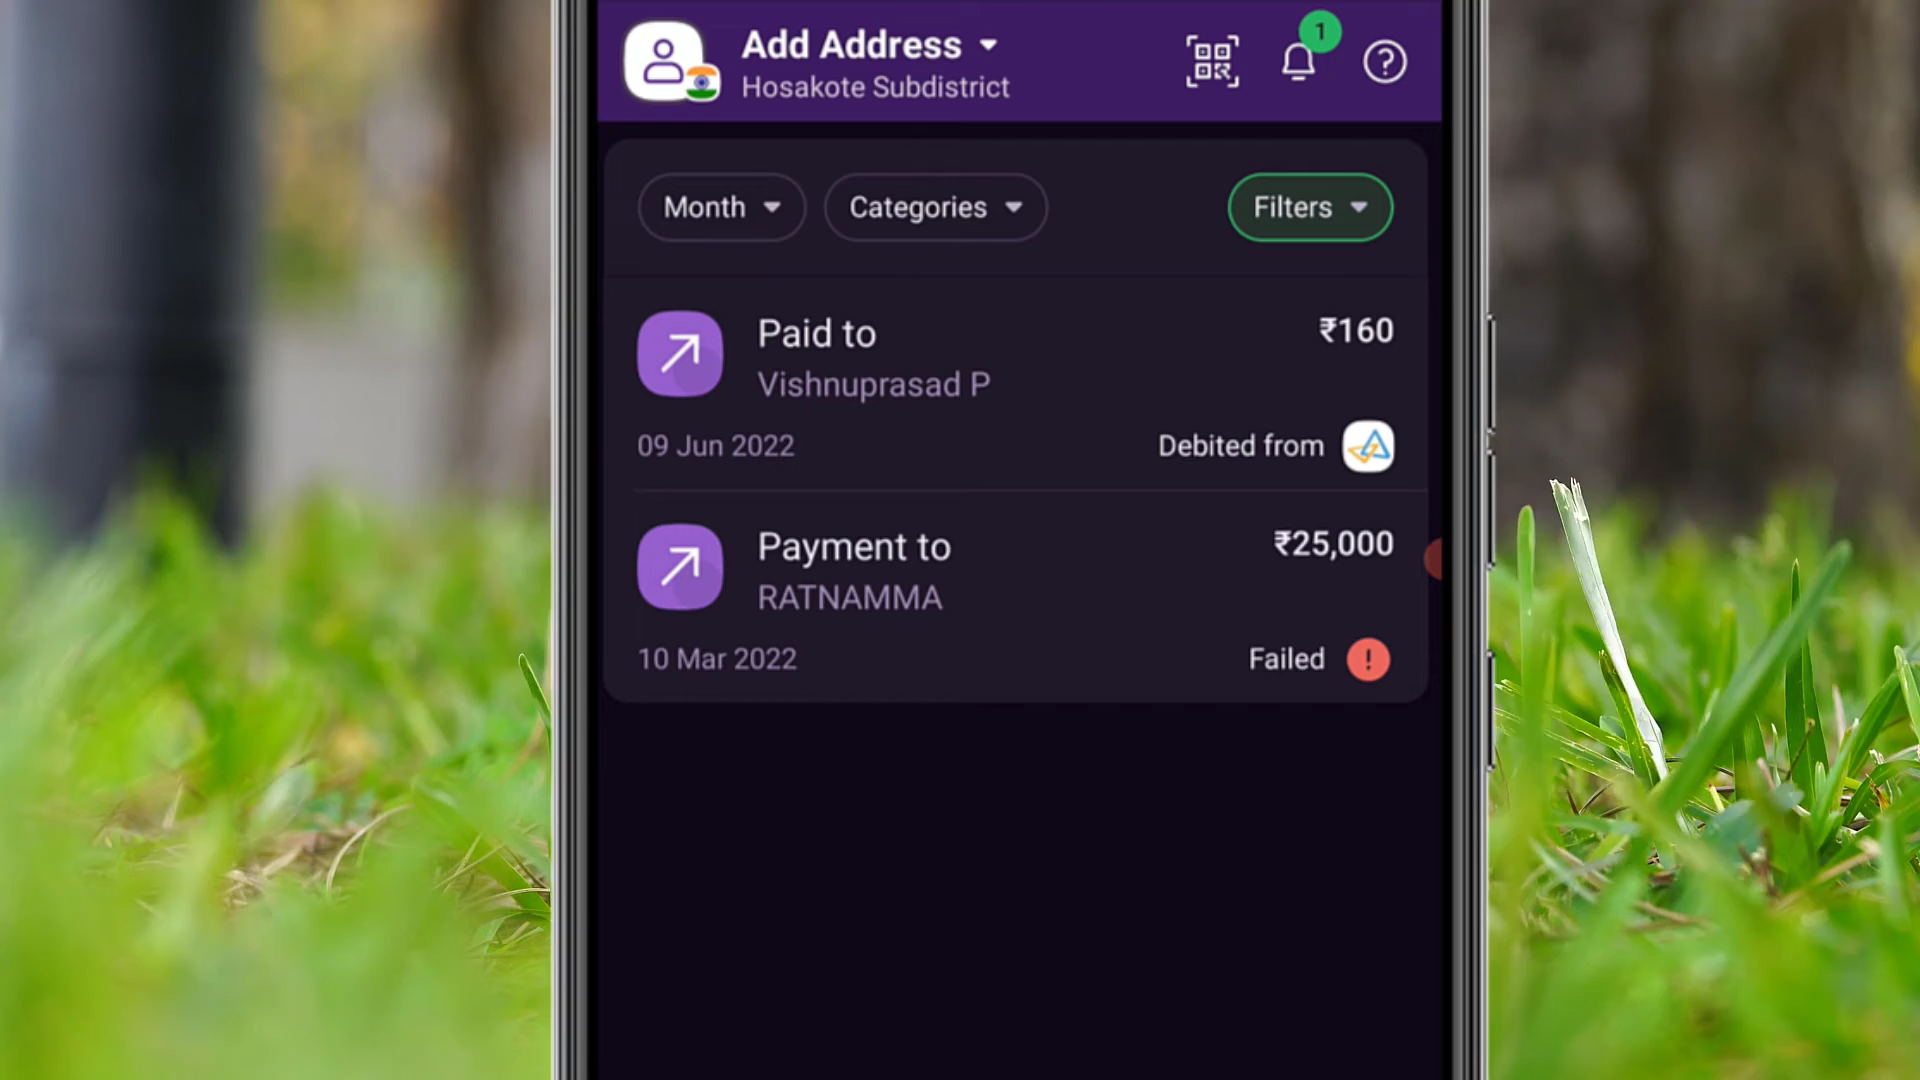 Add Address
Hosakote Subdistrict
1
Month
Categories
Filters
Paid to
₹160
Vishnuprasad P
09 Jun 2022
Debited from
Payment to
₹25,000
RATNAMMA
10 Mar 2022
Failed